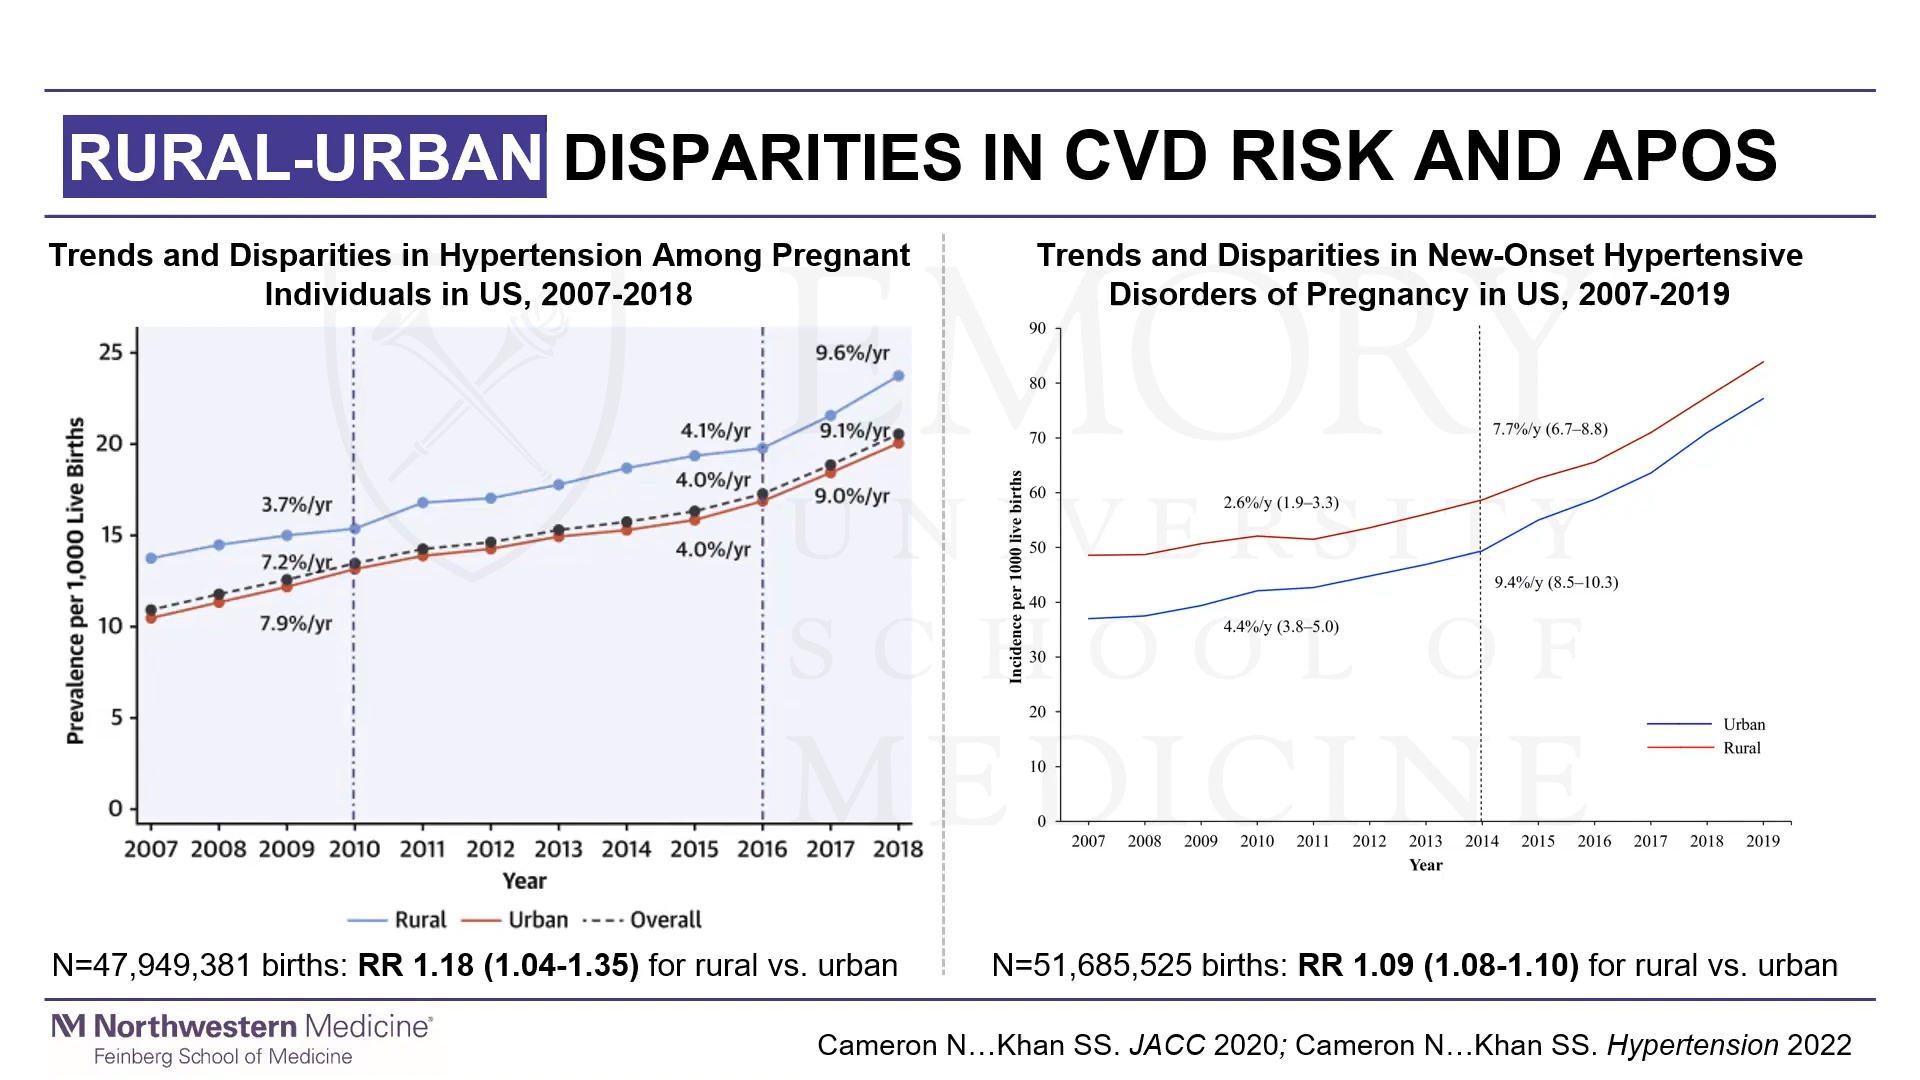 RURAL-URBAN DISPARITIES IN CVD RISK AND APOS
Trends and Disparities in Hypertension Among Pregnant
Individuals in US, 2007-2018
25
20
15
10
5
0
Prevalence per 1,000 Live Births
3.7%/yr
7.2%/yr
7.9%/yr
4.1%/yr
4.0%/yr
4.0%/yr
9.6%/yr
9.1%/yr
9.0%/yr
2007 2008 2009 2010 2011 2012 2013 2014 2015 2016 2017 2018
Year
Rural Urban Overall
N=47,949,381 births: RR 1.18 (1.04-1.35) for rural vs. urban
Trends and Disparities in New-Onset Hypertensive
Disorders of Pregnancy in US, 2007-2019
90
80
70
60
50
40
30
20
10
0
Incidence per 1000 live births
2.6%/y (1.9–3.3)
4.4%/y (3.8–5.0)
7.7%/y (6.7–8.8)
9.4%/y (8.5–10.3)
Urban
Rural
2007 2008 2009 2010 2011 2012 2013 2014 2015 2016 2017 2018 2019
Year
N=51,685,525 births: RR 1.09 (1.08-1.10) for rural vs. urban
EMORY
UNIVERSITY
SCHOOL OF
MEDICINE
Northwestern Medicine®
Feinberg School of Medicine
Cameron N…Khan SS. JACC 2020; Cameron N…Khan SS. Hypertension 2022